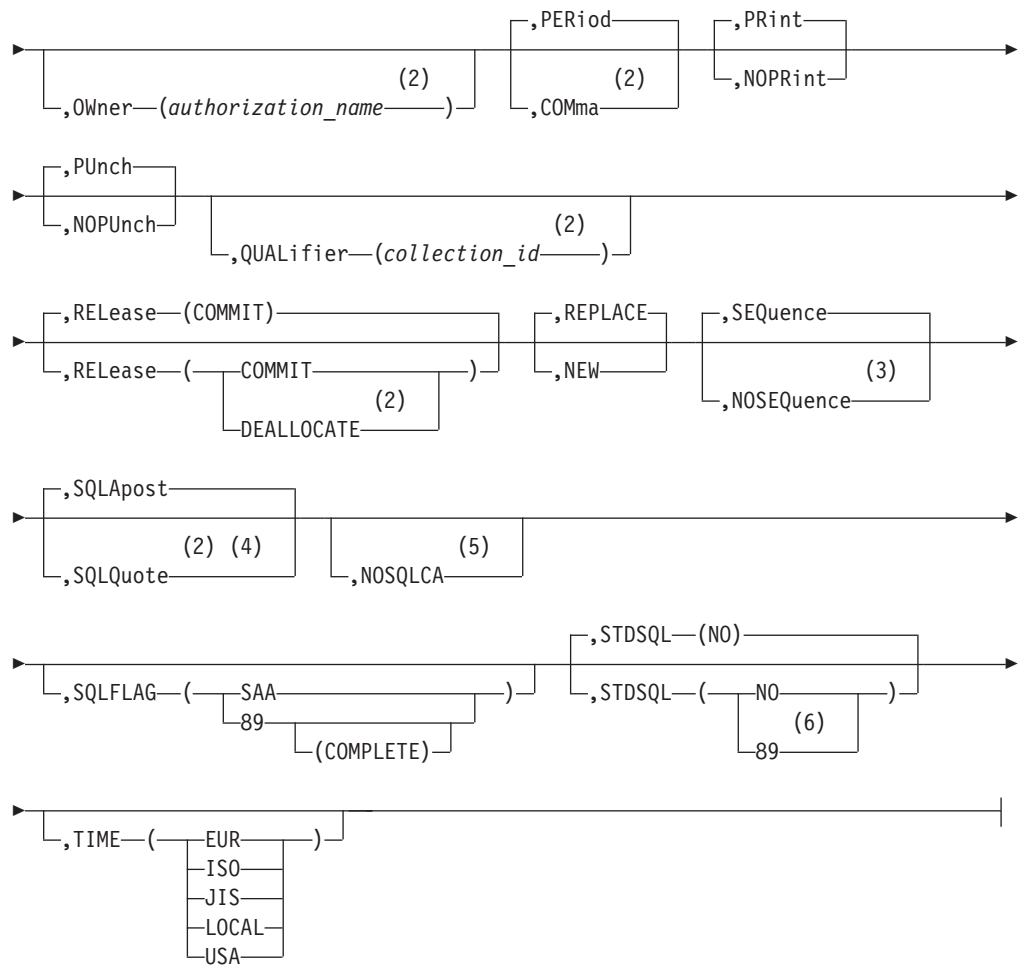 ,PERiod ,PRint
(2) (2) ,NOPRint
,OWner (authorization_name ) ,COMma
,PUnch
,NOPUnch (2)
,QUALifier (collection_id )
,RELease (COMMIT) ,REPLACE ,SEQuence
,RELease ( COMMIT ) ,NEW (3)
(2) ,NOSEQuence
DEALLOCATE
,SQLApost
(2) (4) (5)
,SQLQuote ,NOSQLCA
,STDSQL (NO)
,SQLFLAG ( SAA ) ,STDSQL ( NO )
89 (6)
(COMPLETE) 89
,TIME ( EUR )
ISO
JIS
LOCAL
USA